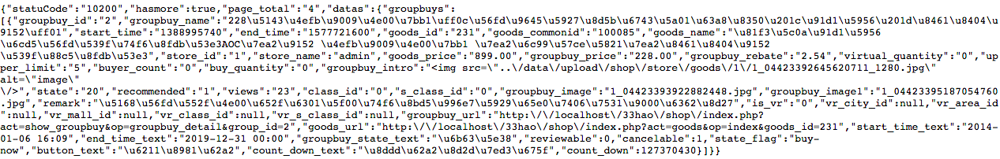 {"statuCode":"10200","hasmore":true,"page_total":"4","datas":{"groupbuys":
[{"groupbuy_id":"2","groupbuy_name":"228\u5143\u4efb\u9009\u4e00\u7bb1\uff0c\u56fd\u9645\u5927\u8d5b\u6743\u5a01\u63a8\u8350\u201c\u91d1\u5956\u201d\u8461\u8404\u
9152\uff01","start_time":"1388995740","end_time":"1577721600","goods_id":"231","goods_commonid":"100085","goods_name":"\u81f3\u5c0a\u91d1\u5956
\u6cd5\u56fd\u539f\u74f6\u8fdb\u53e3AOC\u7ea2\u9152 \u4efb\u9009\u4e00\u7bb1 \u7ea2\u6c99\u57ce\u5821\u7ea2\u8461\u8404\u9152
\u539f\u88c5\u8fdb\u53e3","store_id":"1","store_name":"admin","goods_price":"899.00","groupbuy_price":"228.00","groupbuy_rebate":"2.54","virtual_quantity":"0","up
per_limit":"5","buyer_count":"0","buy_quantity":"0","groupbuy_intro":"<img src=\"..\/data\/upload\/shop\/store\/goods\/1\/1_04423392645620711_1280.jpg\"
alt=\"image\"
\/>","state":"20","recommended":"1","views":"23","class_id":"0","s_class_id":"0","groupbuy_image":"1_04423393922882448.jpg","groupbuy_image1":"1_04423395187054760
.jpg","remark":"\u5168\u56fd\u552f\u4e00\u652f\u6301\u5f00\u74f6\u8bd5\u996e7\u5929\u65e0\u7406\u7531\u9000\u6362\u8d27","is_vr":"0","vr_city_id":null,"vr_area_id
":null,"vr_mall_id":null,"vr_class_id":null,"vr_s_class_id":null,"groupbuy_url":"http:\/\/localhost\/33hao\/shop\/index.php?
act=show_groupbuy&op=groupbuy_detail&group_id=2","goods_url":"http:\/\/localhost\/33hao\/shop\/index.php?act=goods&op=index&goods_id=231","start_time_text":"2014-
01-06 16:09","end_time_text":"2019-12-31 00:00","groupbuy_state_text":"\u6b63\u5e38","reviewable":0,"cancelable":1,"state_flag":"buy-
now","button_text":"\u6211\u8981\u62a2","count_down_text":"\u8ddd\u62a2\u8d2d\u7ed3\u675f","count_down":127370430}]}}